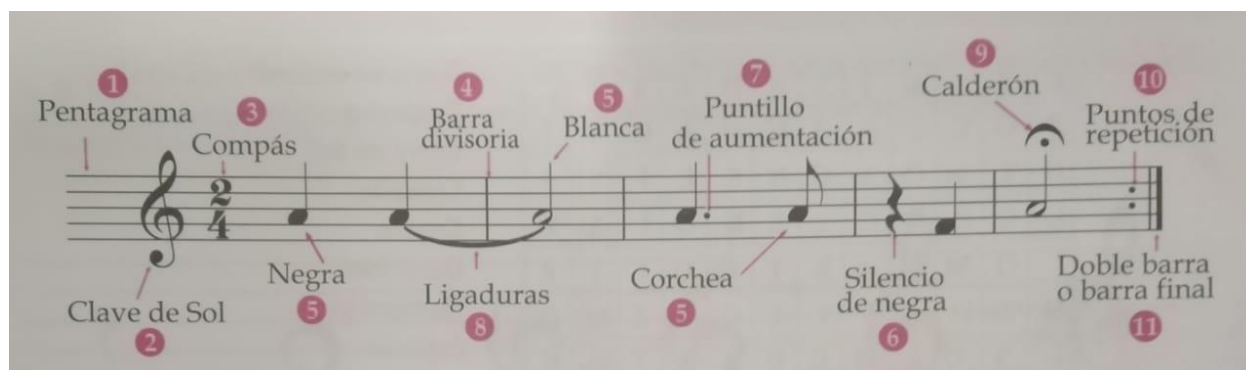 1
Pentagrama
2
Clave de Sol
3
Compás
2
4
Negra
5
4
Barra
divisoria
Ligaduras
8
5
Blanca
7
Puntillo
de aumentación
Corchea
5
Silencio
de negra
6
9
Calderón
10
Puntos de
repetición
Doble barra
o barra final
11